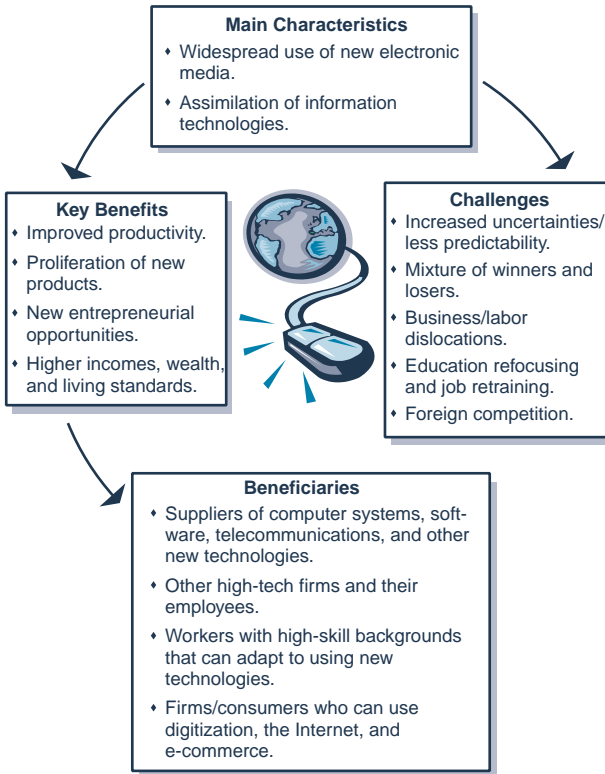 Main Characteristics
♦ Widespread use of new electronic
media.
♦ Assimilation of information
technologies.
Key Benefits
♦ Improved productivity.
♦ Proliferation of new
products.
♦ New entrepreneurial
opportunities.
♦ Higher incomes, wealth,
and living standards.
Challenges
♦ Increased uncertainties/
less predictability.
♦ Mixture of winners and
losers.
♦ Business/labor
dislocations.
♦ Education refocusing
and job retraining.
♦ Foreign competition.
Beneficiaries
♦ Suppliers of computer systems, soft-
ware, telecommunications, and other
new technologies.
♦ Other high-tech firms and their
employees.
♦ Workers with high-skill backgrounds
that can adapt to using new
technologies.
♦ Firms/consumers who can use
digitization, the Internet, and
e-commerce.